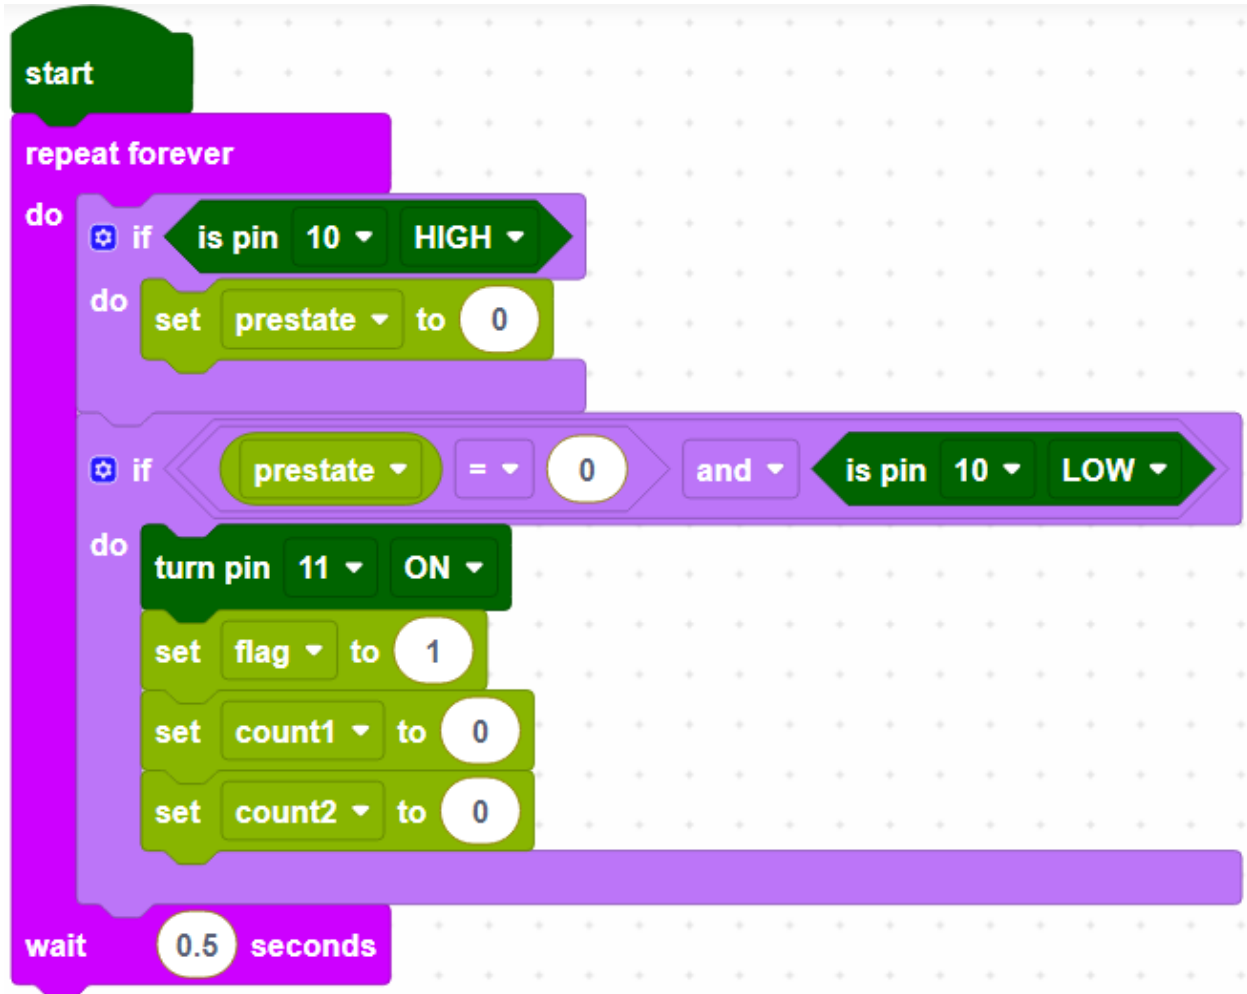 start
repeat forever
do if is pin 10 HIGH
do set prestate to 0
if prestate = 0 and is pin 10 LOW
do turn pin 11 ON
set flag to 1
set count1 to 0
set count2 to 0
wait 0.5 seconds